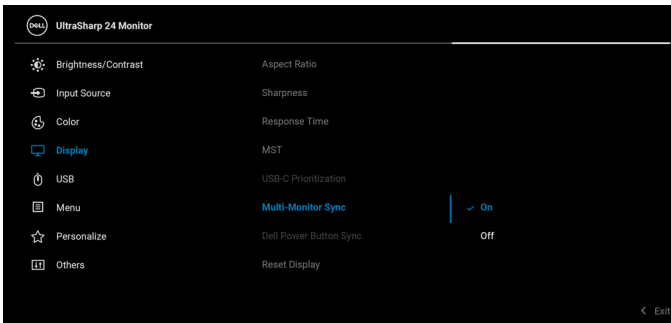 DELL UltraSharp 24 Monitor
Brightness/Contrast Aspect Ratio
Input Source Sharpness
Color Response Time
Display MST
USB USB-C Prioritization
Menu Multi-Monitor Sync ✓ On
Personalize Dell Power Button Sync Off
Others Reset Display
< Exit